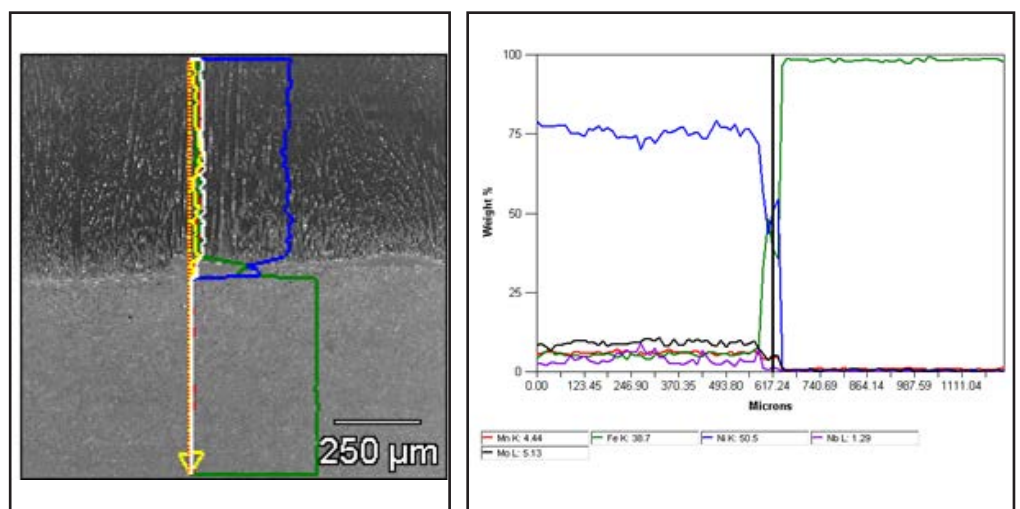 250 µm
100
75
50
25
0
Weight %
0.00 123.45 246.90 370.35 493.80 617.24 740.69 864.14 987.59 1111.04
Microns
Mn K: 4.44 Fe K: 38.7 Ni K: 50.5 Nb L: 1.29
Mo L: 5.13